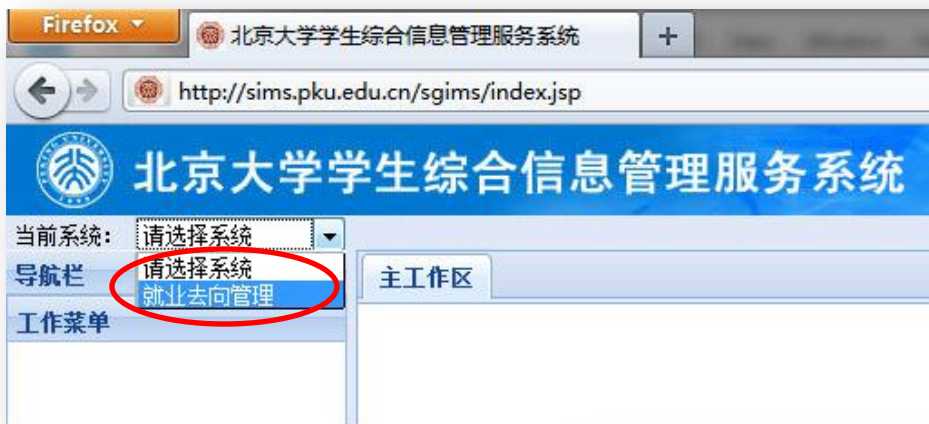 Firefox
北京大学学生综合信息管理服务系统
http://sims.pku.edu.cn/sgims/index.jsp
北京大学学生综合信息管理服务系统
当前系统： 请选择系统
导航栏
请选择系统
就业去向管理
主工作区
工作菜单